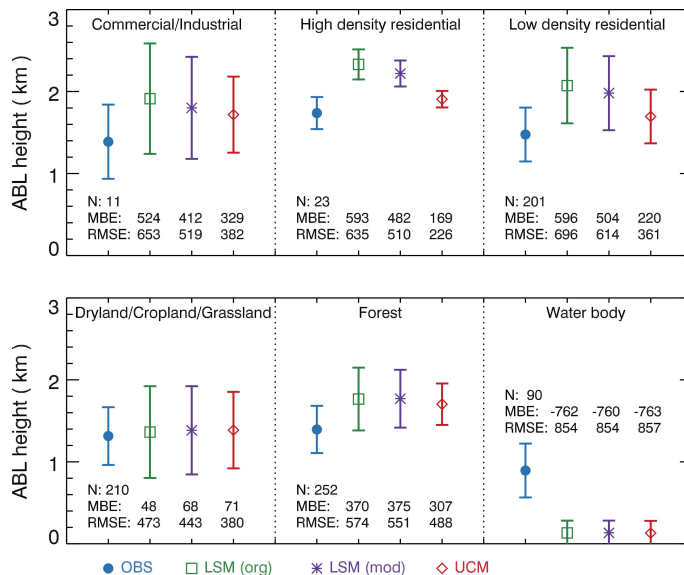 Commercial/Industrial High density residential Low density residential
ABL height ( km )
3
2
1
0
N: 11
MBE: 524 412 329
RMSE: 653 519 382
N: 23
MBE: 593 482 169
RMSE: 635 510 226
N: 201
MBE: 596 504 220
RMSE: 696 614 361
Dryland/Cropland/Grassland Forest Water body
ABL height ( km )
3
2
1
0
N: 210
MBE: 48 68 71
RMSE: 473 443 380
N: 252
MBE: 370 375 307
RMSE: 574 551 488
N: 90
MBE: -762 -760 -763
RMSE: 854 854 857
OBS LSM (org) LSM (mod) UCM